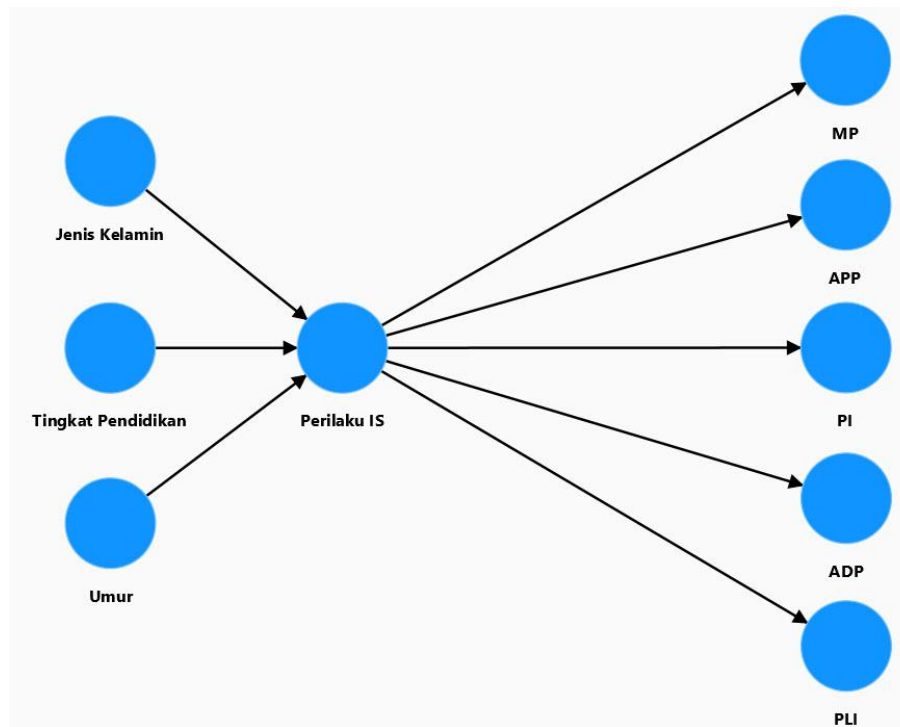 MP
Jenis Kelamin
APP
Tingkat Pendidikan
Perilaku IS
PI
Umur
ADP
PLI